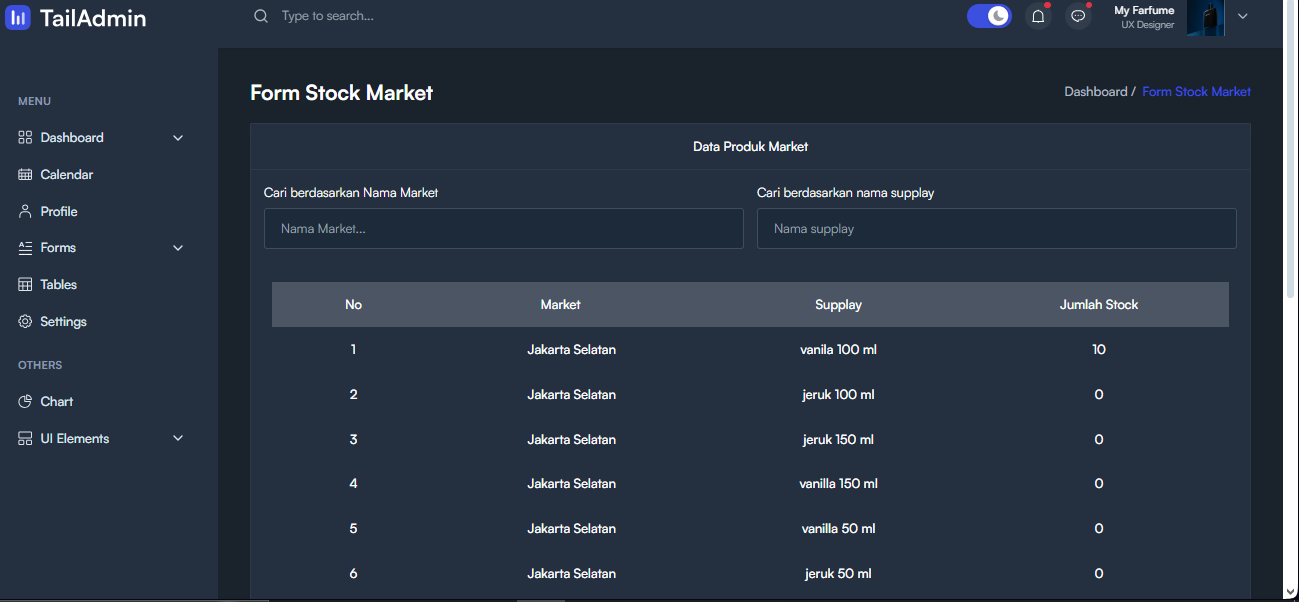 TailAdmin
Type to search...
My Farfume
UX Designer
MENU
Dashboard
Calendar
Profile
Forms
Tables
Settings
OTHERS
Chart
UI Elements
Form Stock Market
Dashboard / Form Stock Market
Data Produk Market
Cari berdasarkan Nama Market
Nama Market...
Cari berdasarkan nama supplay
Nama supplay
No Market Supplay Jumlah Stock
1 Jakarta Selatan vanila 100 ml 10
2 Jakarta Selatan jeruk 100 ml 0
3 Jakarta Selatan jeruk 150 ml 0
4 Jakarta Selatan vanilla 150 ml 0
5 Jakarta Selatan vanilla 50 ml 0
6 Jakarta Selatan jeruk 50 ml 0